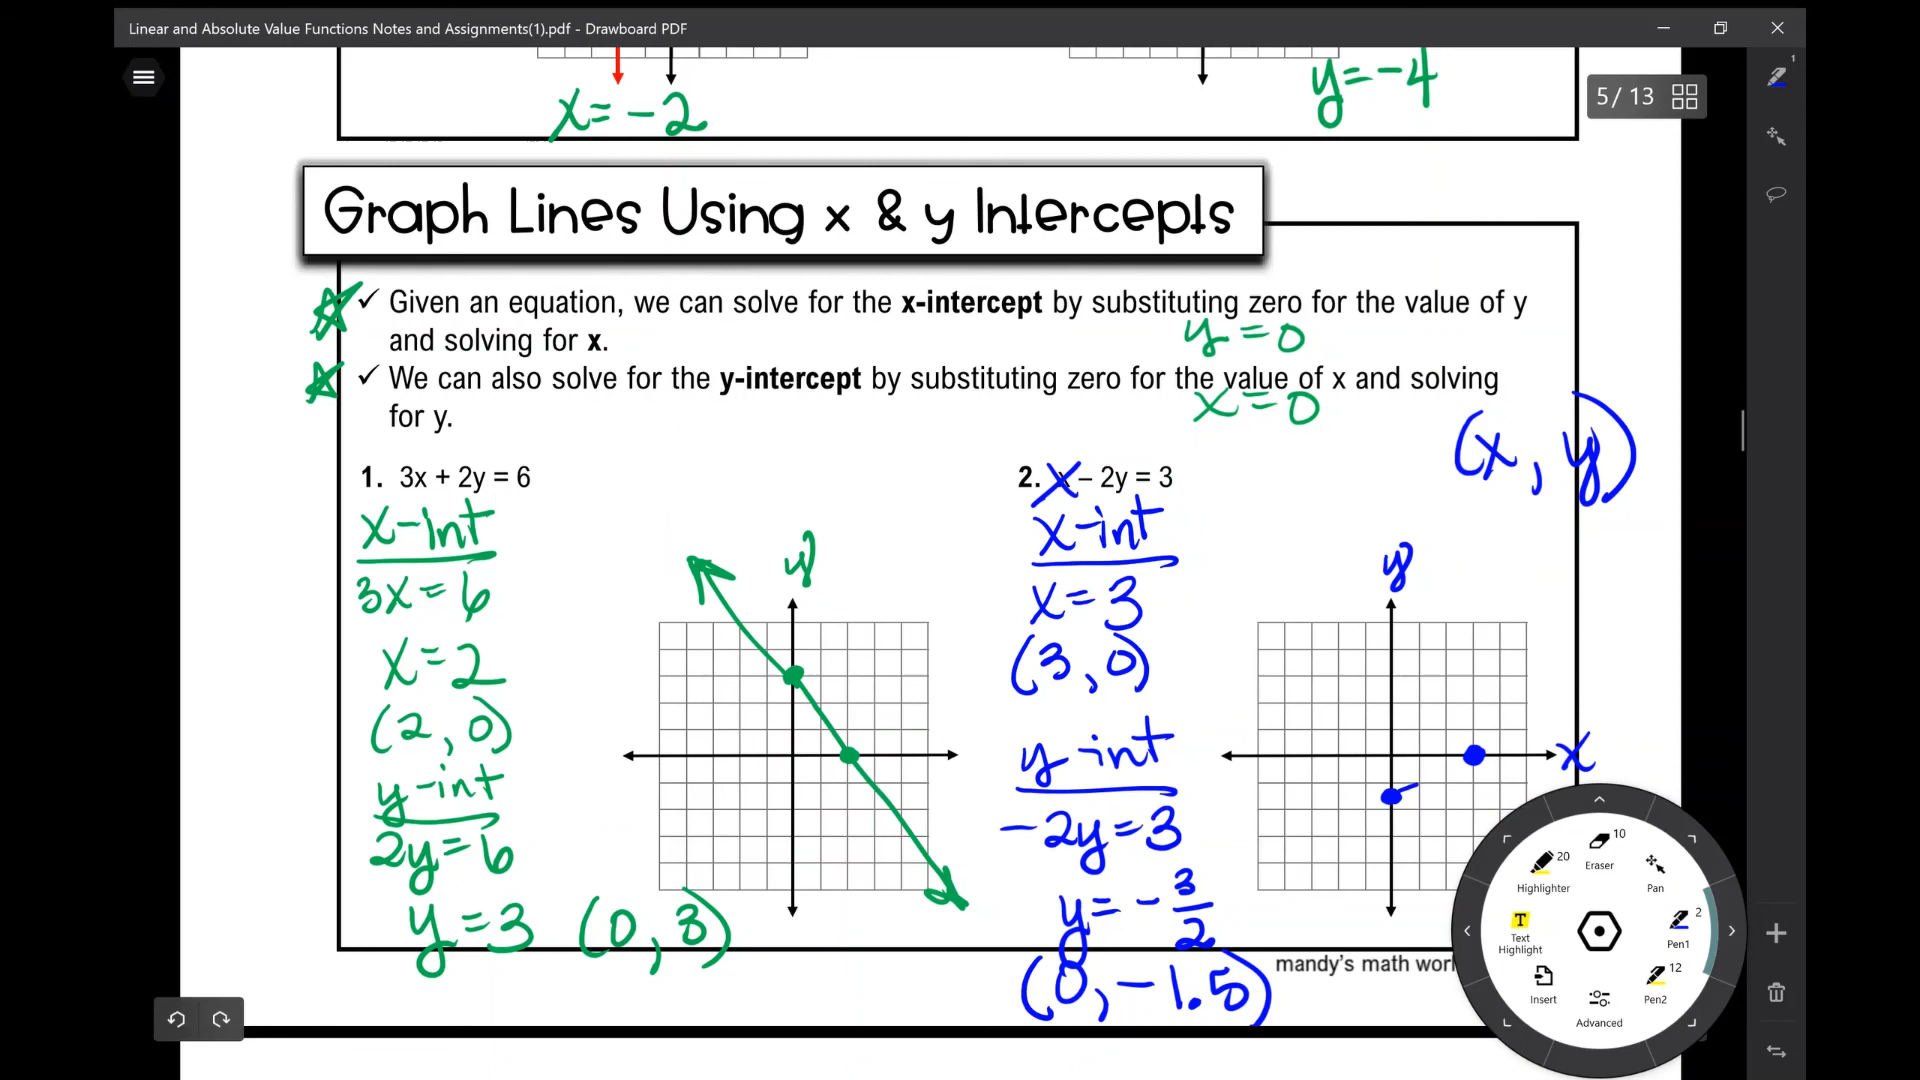 Linear and Absolute Value Functions Notes and Assignments(1).pdf - Drawboard PDF
x = -2
y = -4
5 / 13
Graph Lines Using x & y Intercepts
✓ Given an equation, we can solve for the x-intercept by substituting zero for the value of y
and solving for x.
y = 0
✓ We can also solve for the y-intercept by substituting zero for the value of x and solving
for y.
x = 0
(x, y)
1. 3x + 2y = 6
x-int
3x = 6
x = 2
(2, 0)
y-int
2y = 6
y = 3 (0, 3)
y
2. x – 2y = 3
x-int
x = 3
(3, 0)
y-int
-2y = 3
y = -3/2
(0, -1.5)
y
x
mandy's math worl
1
10
Eraser
20
Highlighter
Pan
T
Text
Highlight
2
Pen1
Insert
12
Pen2
Advanced